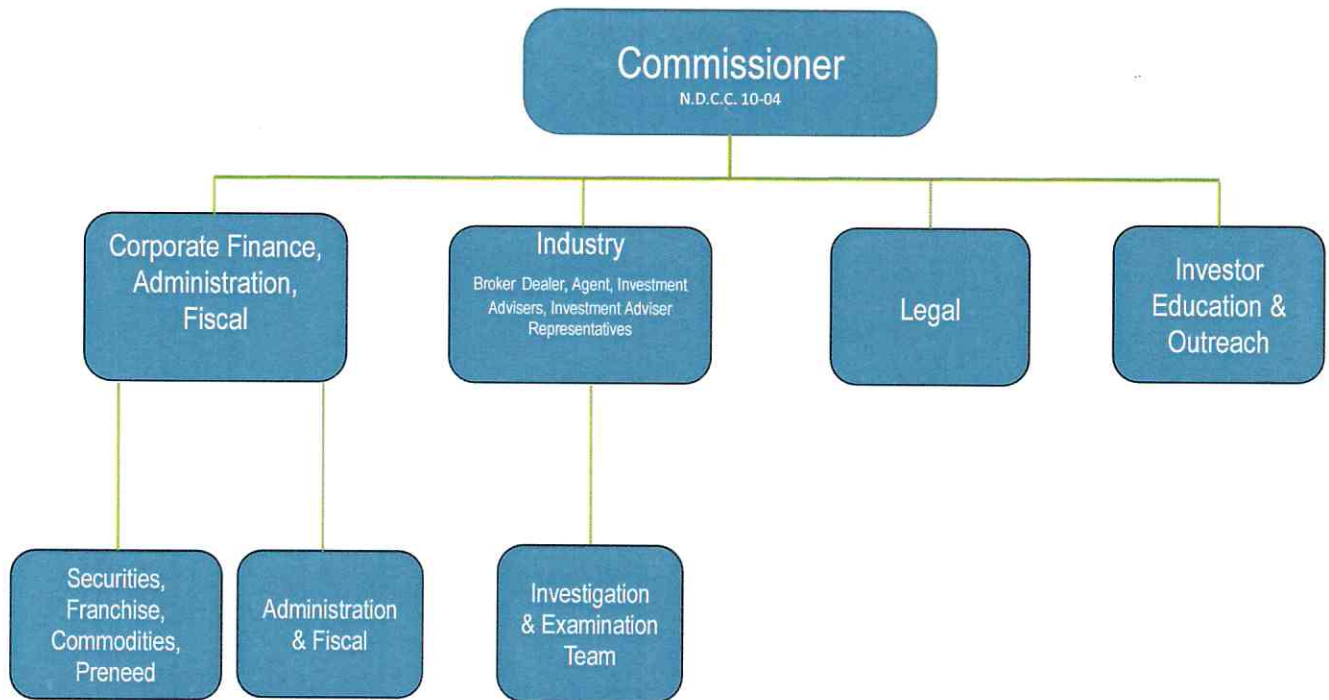 Commissioner
N.D.C.C. 10-04
Corporate Finance,
Administration,
Fiscal
Industry
Broker Dealer, Agent, Investment
Advisers, Investment Adviser
Representatives
Legal
Investor
Education &
Outreach
Securities,
Franchise,
Commodities,
Preneed
Administration
& Fiscal
Investigation
& Examination
Team